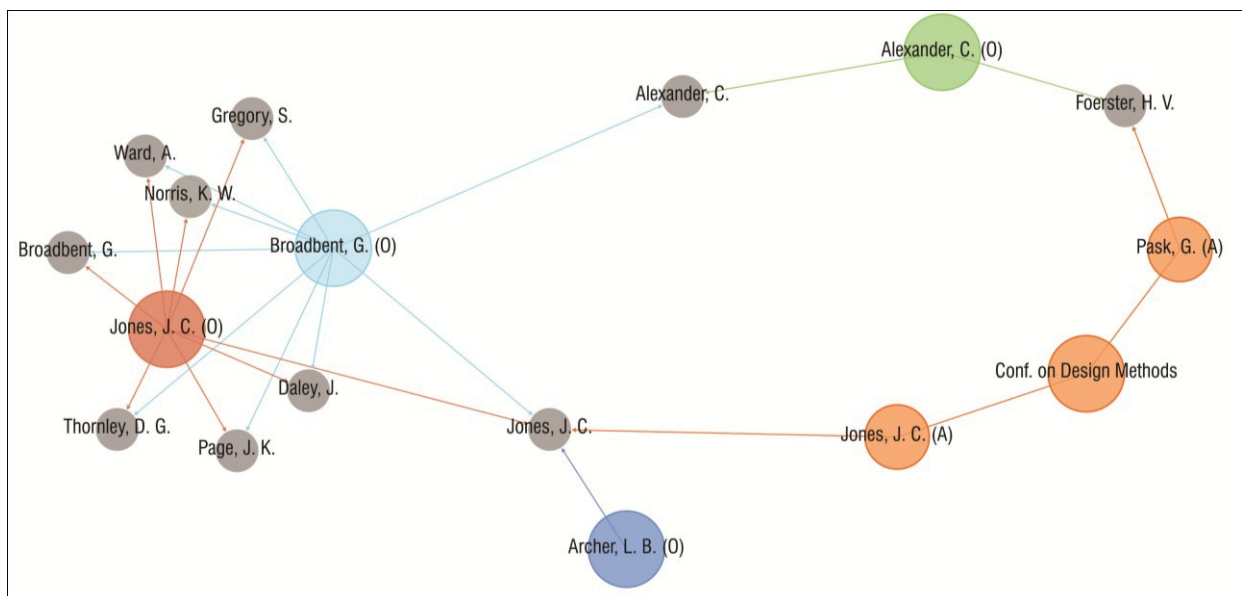 Alexander, C. (O)
Alexander, C.
Foerster, H. V.
Gregory, S.
Ward, A.
Norris, K. W.
Broadbent, G.
Broadbent, G. (O)
Pask, G. (A)
Jones, J. C. (O)
Conf. on Design Methods
Daley, J.
Thornley, D. G.
Page, J. K.
Jones, J. C.
Jones, J. C. (A)
Archer, L. B. (O)